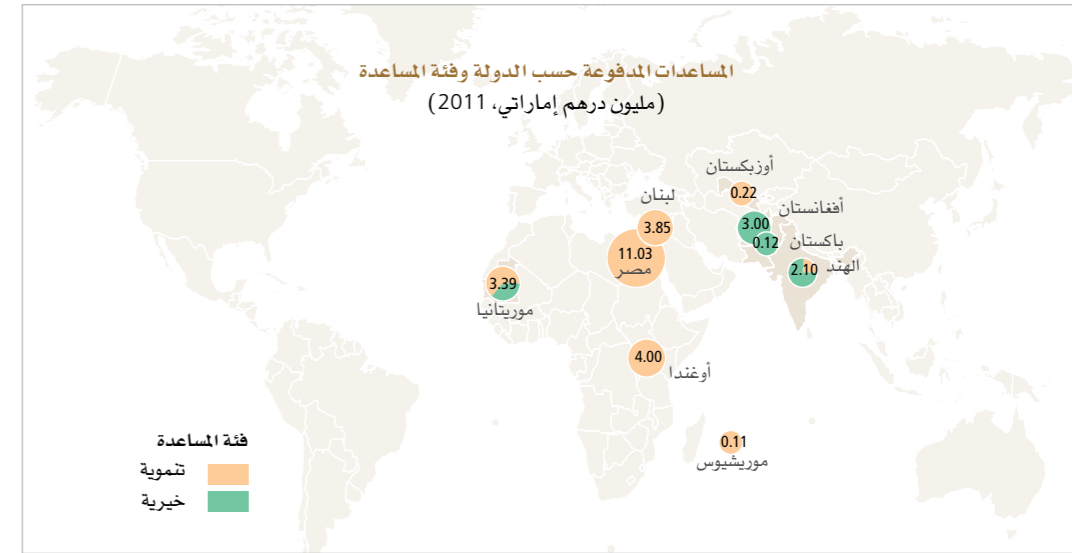 المساعدات المدفوعة حسب الدولة وفئة المساعدة
(مليون درهم إماراتي، 2011)
أوزبكستان
0.22
لبنان
3.85
أفغانستان
3.00
باكستان
0.12
الهند
2.10
11.03
مصر
3.39
موريتانيا
4.00
أوغندا
0.11
موريشيوس
فئة المساعدة
تنموية
خيرية